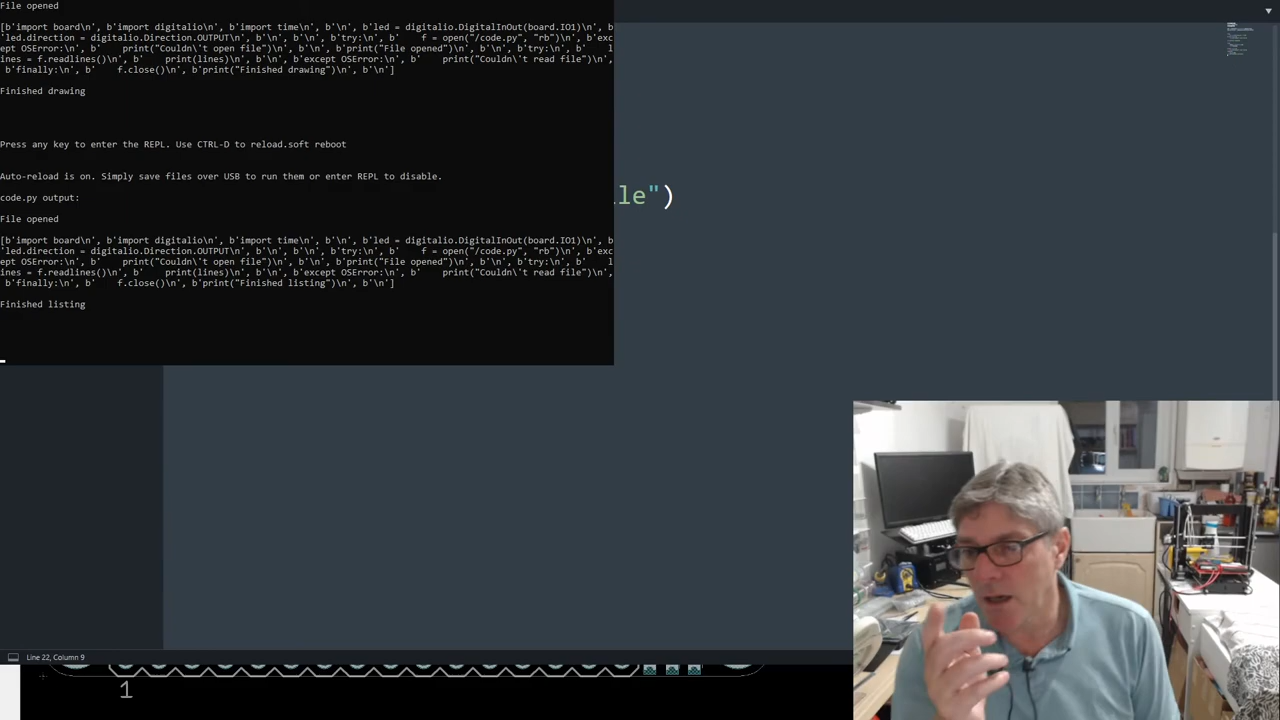 File opened
[b'import board\n', b'import digitalio\n', b'import time\n', b'\n', b'led = digitalio.DigitalInOut(board.IO1)\n', b
'led.direction = digitalio.Direction.OUTPUT\n', b'\n', b'\n', b'try:\n', b'    f = open("/code.py", "rb")\n', b'exc
ept OSError:\n', b'    print("Couldn\'t open file")\n', b'\n', b'print("File opened")\n', b'\n', b'try:\n', b'    l
ines = f.readlines()\n', b'    print(lines)\n', b'\n', b'except OSError:\n', b'    print("Couldn\'t read file")\n',
b'finally:\n', b'    f.close()\n', b'print("Finished drawing")\n', b'\n']
Finished drawing
Press any key to enter the REPL. Use CTRL-D to reload.soft reboot
Auto-reload is on. Simply save files over USB to run them or enter REPL to disable.
code.py output:
File opened
[b'import board\n', b'import digitalio\n', b'import time\n', b'\n', b'led = digitalio.DigitalInOut(board.IO1)\n', b
'led.direction = digitalio.Direction.OUTPUT\n', b'\n', b'\n', b'try:\n', b'    f = open("/code.py", "rb")\n', b'exc
ept OSError:\n', b'    print("Couldn\'t open file")\n', b'\n', b'print("File opened")\n', b'\n', b'try:\n', b'    l
ines = f.readlines()\n', b'    print(lines)\n', b'\n', b'except OSError:\n', b'    print("Couldn\'t read file")\n',
b'finally:\n', b'    f.close()\n', b'print("Finished listing")\n', b'\n']
Finished listing
le")
Line 22, Column 9
1